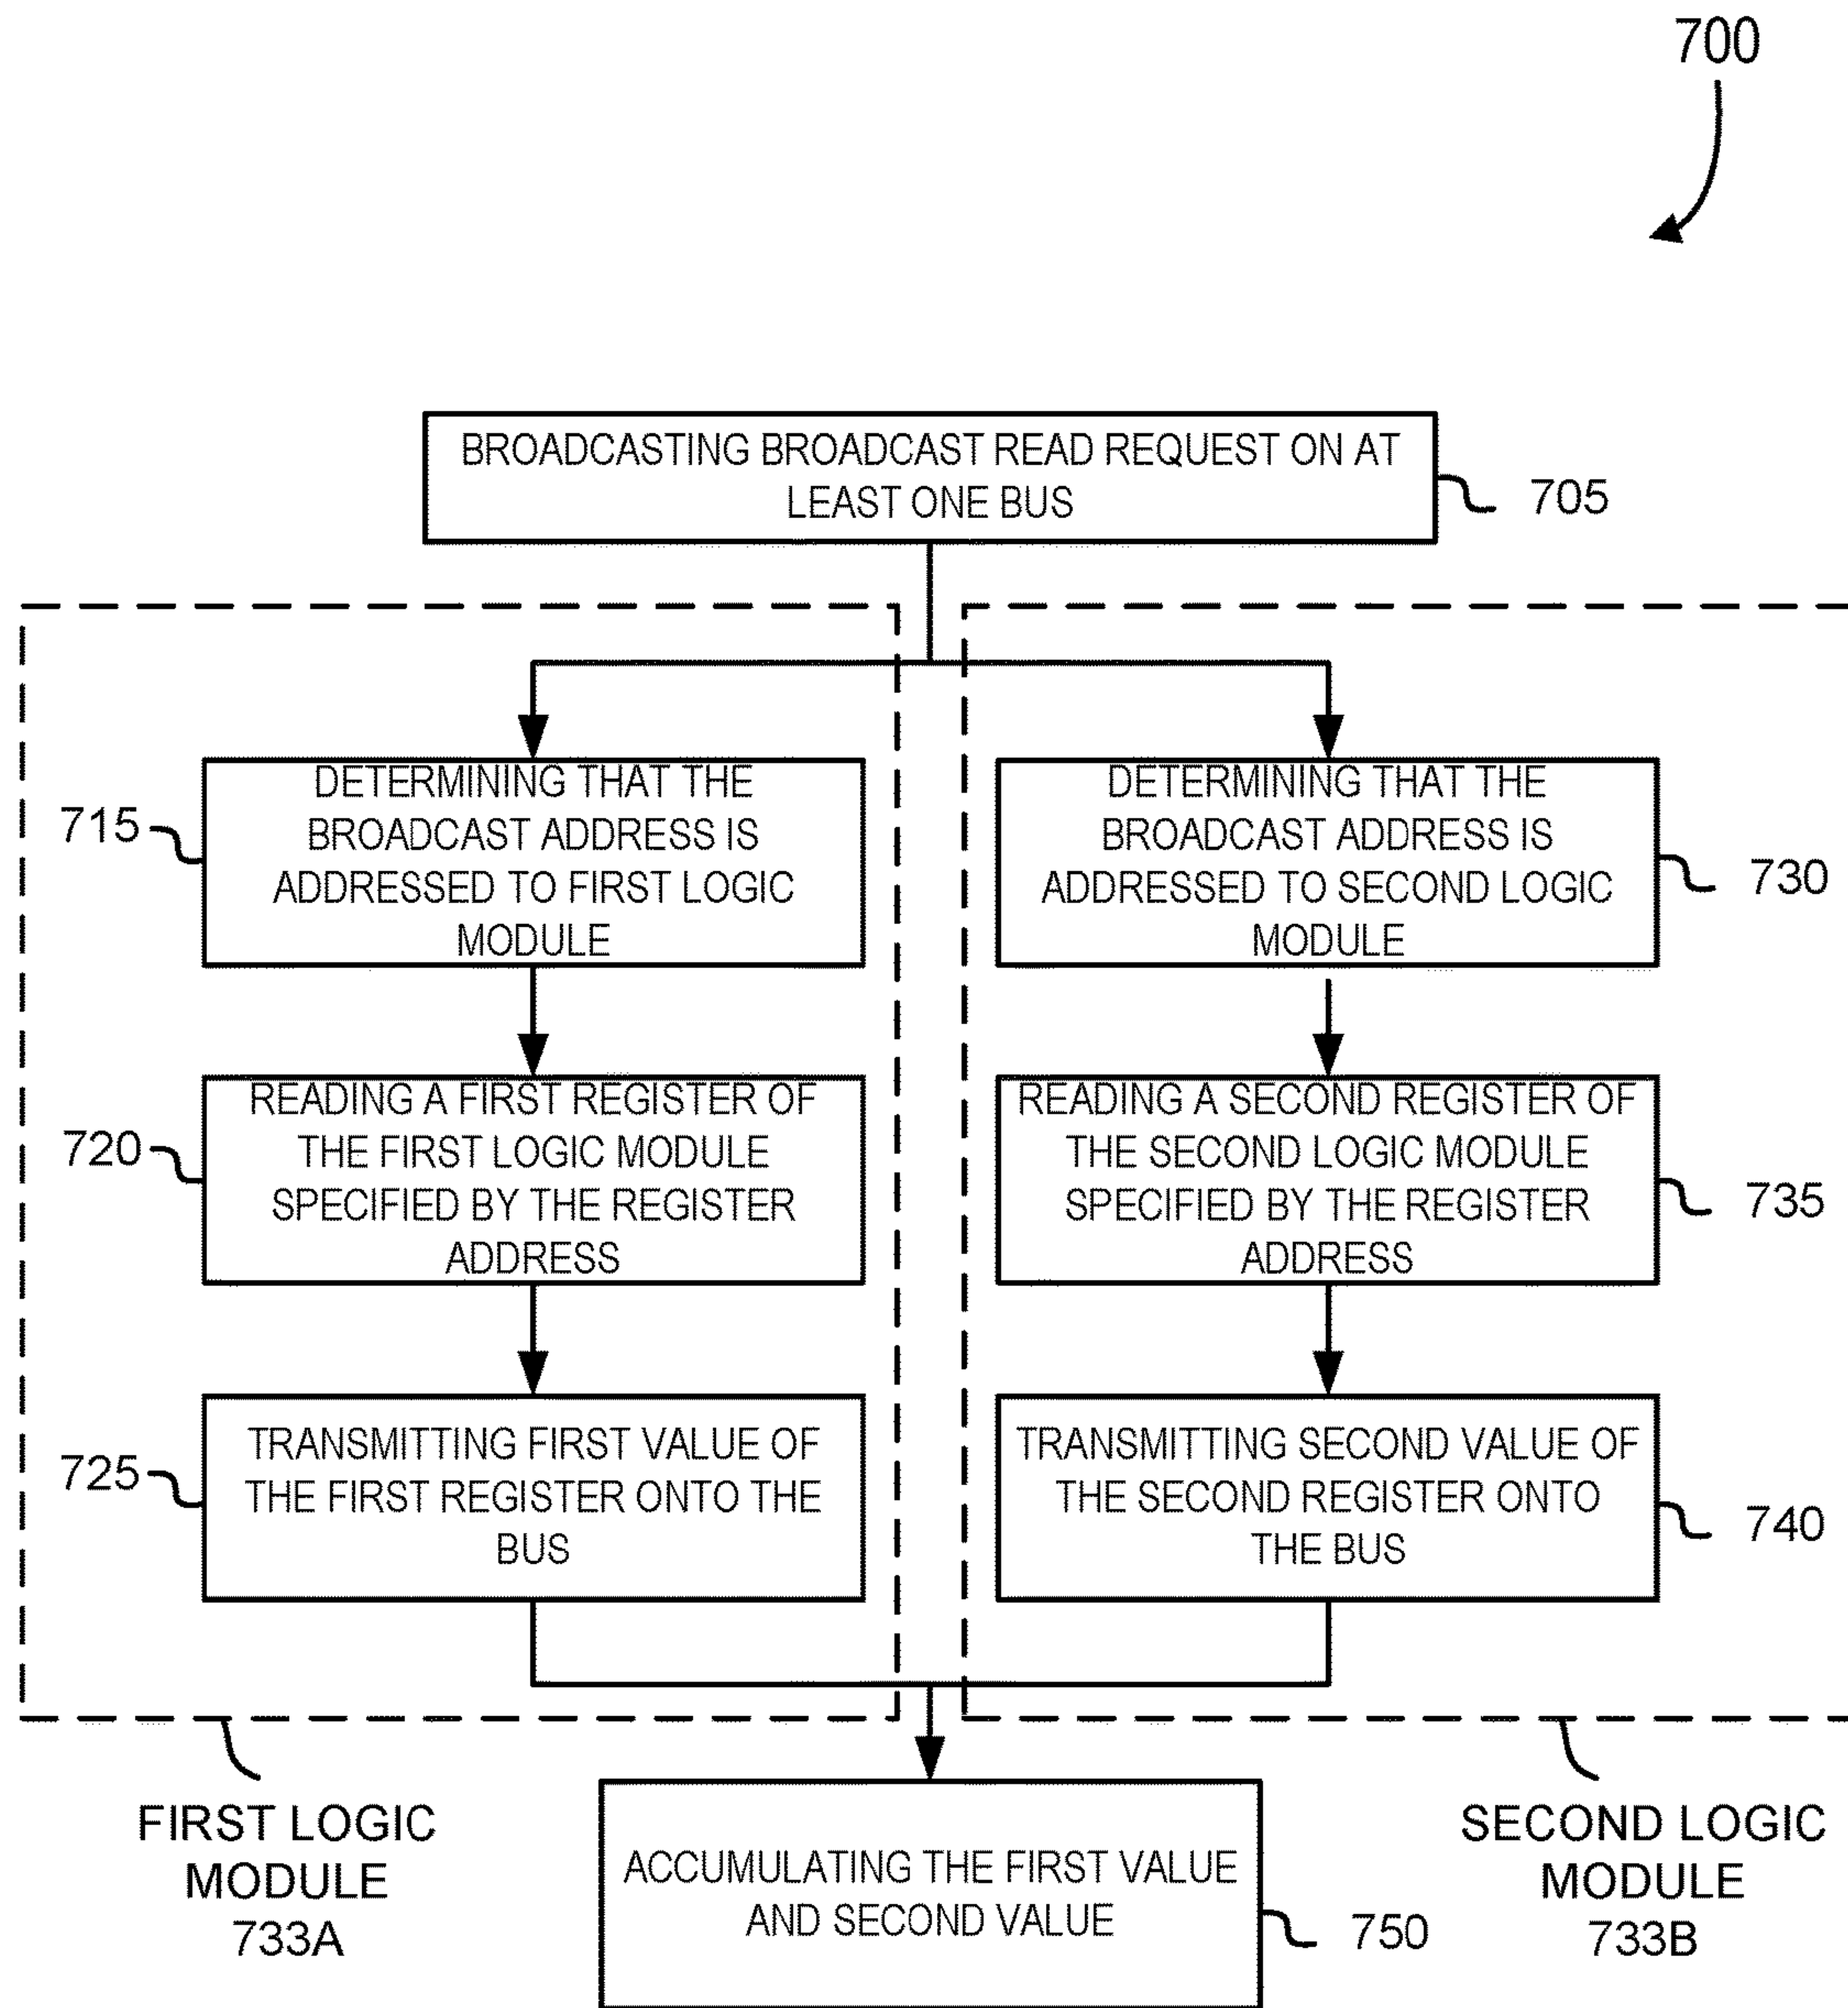 700
BROADCASTING BROADCAST READ REQUEST ON AT
LEAST ONE BUS
705
DETERMINING THAT THE
BROADCAST ADDRESS IS
ADDRESSED TO FIRST LOGIC
MODULE
715
DETERMINING THAT THE
BROADCAST ADDRESS IS
ADDRESSED TO SECOND LOGIC
MODULE
730
READING A FIRST REGISTER OF
THE FIRST LOGIC MODULE
SPECIFIED BY THE REGISTER
ADDRESS
720
READING A SECOND REGISTER OF
THE SECOND LOGIC MODULE
SPECIFIED BY THE REGISTER
ADDRESS
735
TRANSMITTING FIRST VALUE OF
THE FIRST REGISTER ONTO THE
BUS
725
TRANSMITTING SECOND VALUE OF
THE SECOND REGISTER ONTO
THE BUS
740
FIRST LOGIC
MODULE
733A
ACCUMULATING THE FIRST VALUE
AND SECOND VALUE
750
SECOND LOGIC
MODULE
733B